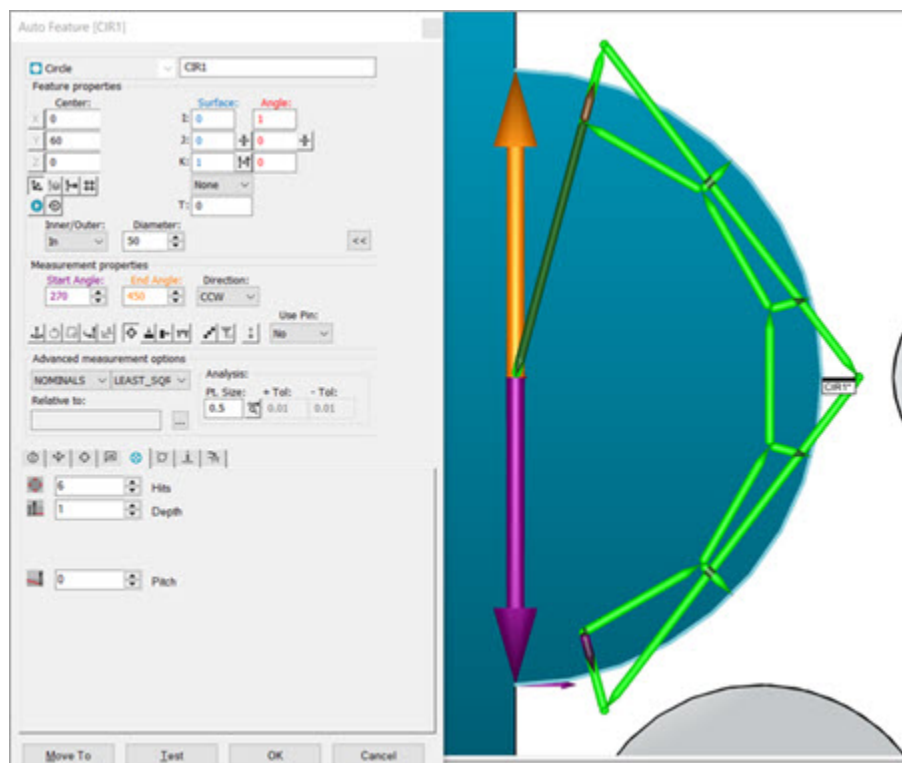 Auto Feature [CIR1]
Circle CIR1
Feature properties
Center: Surface: Angle:
X 0 I: 0 1
Y 60 J: 0 0
Z 0 K: 1 0
None
T: 0
Inner/Outer: Diameter:
In 50 <<
Measurement properties
Start Angle: End Angle: Direction:
270 450 CCW
Use Pin:
No
Advanced measurement options
NOMINALS LEAST_SQR Analysis:
Relative to: Pt. Size: + Tol: - Tol:
0.5 0.01 0.01
...
6 Hits
1 Depth
0 Pitch
Move To Test OK Cancel
CIR1"